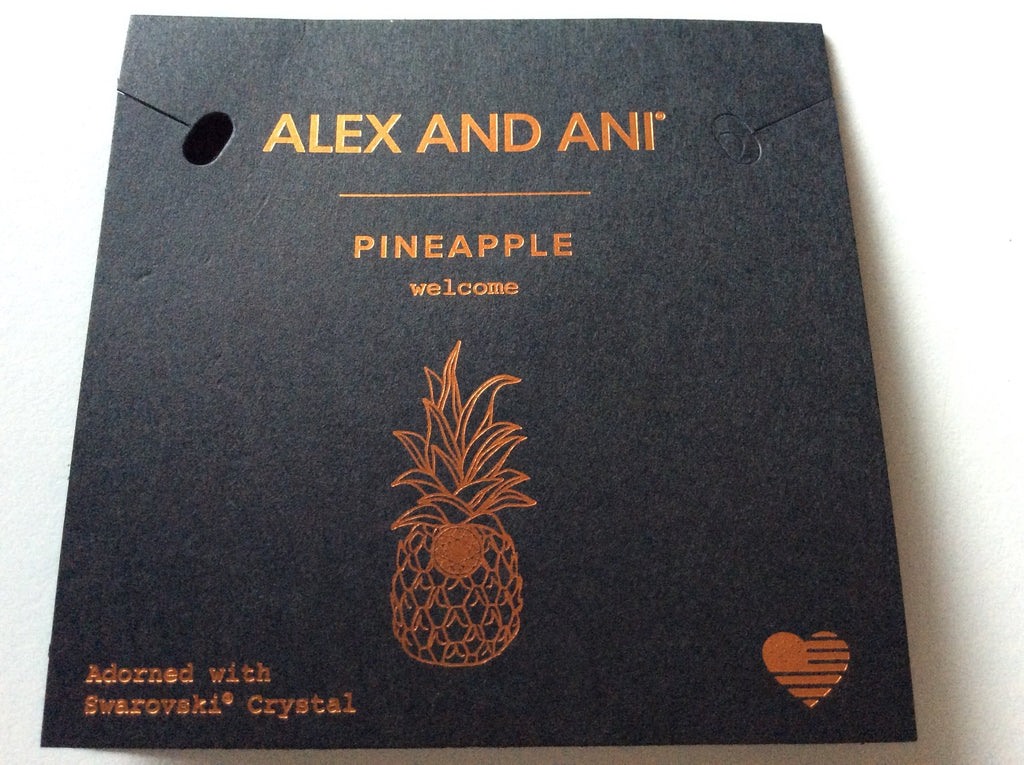 ALEX AND ANI®
PINEAPPLE
welcome
Adorned with
Swarovski® Crystal